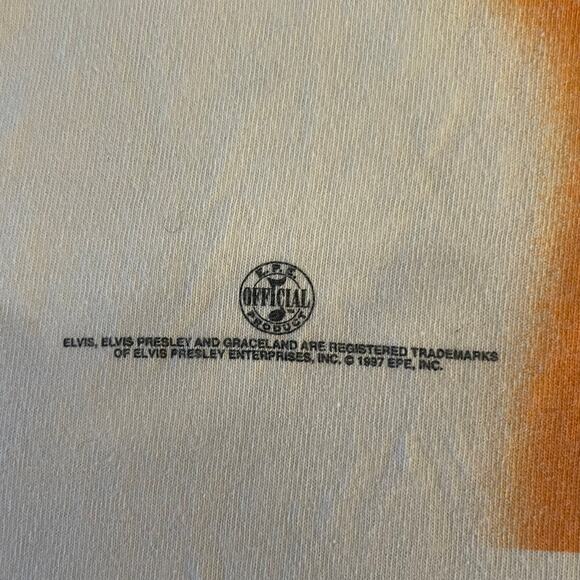 E.P.E.
OFFICIAL
PRODUCT
ELVIS, ELVIS PRESLEY AND GRACELAND ARE REGISTERED TRADEMARKS
OF ELVIS PRESLEY ENTERPRISES, INC. © 1997 EPE, INC.